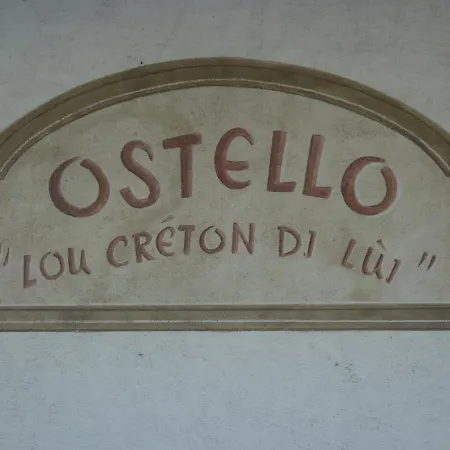 OSTELLO
"LOU CRÉTON DI LÙI"